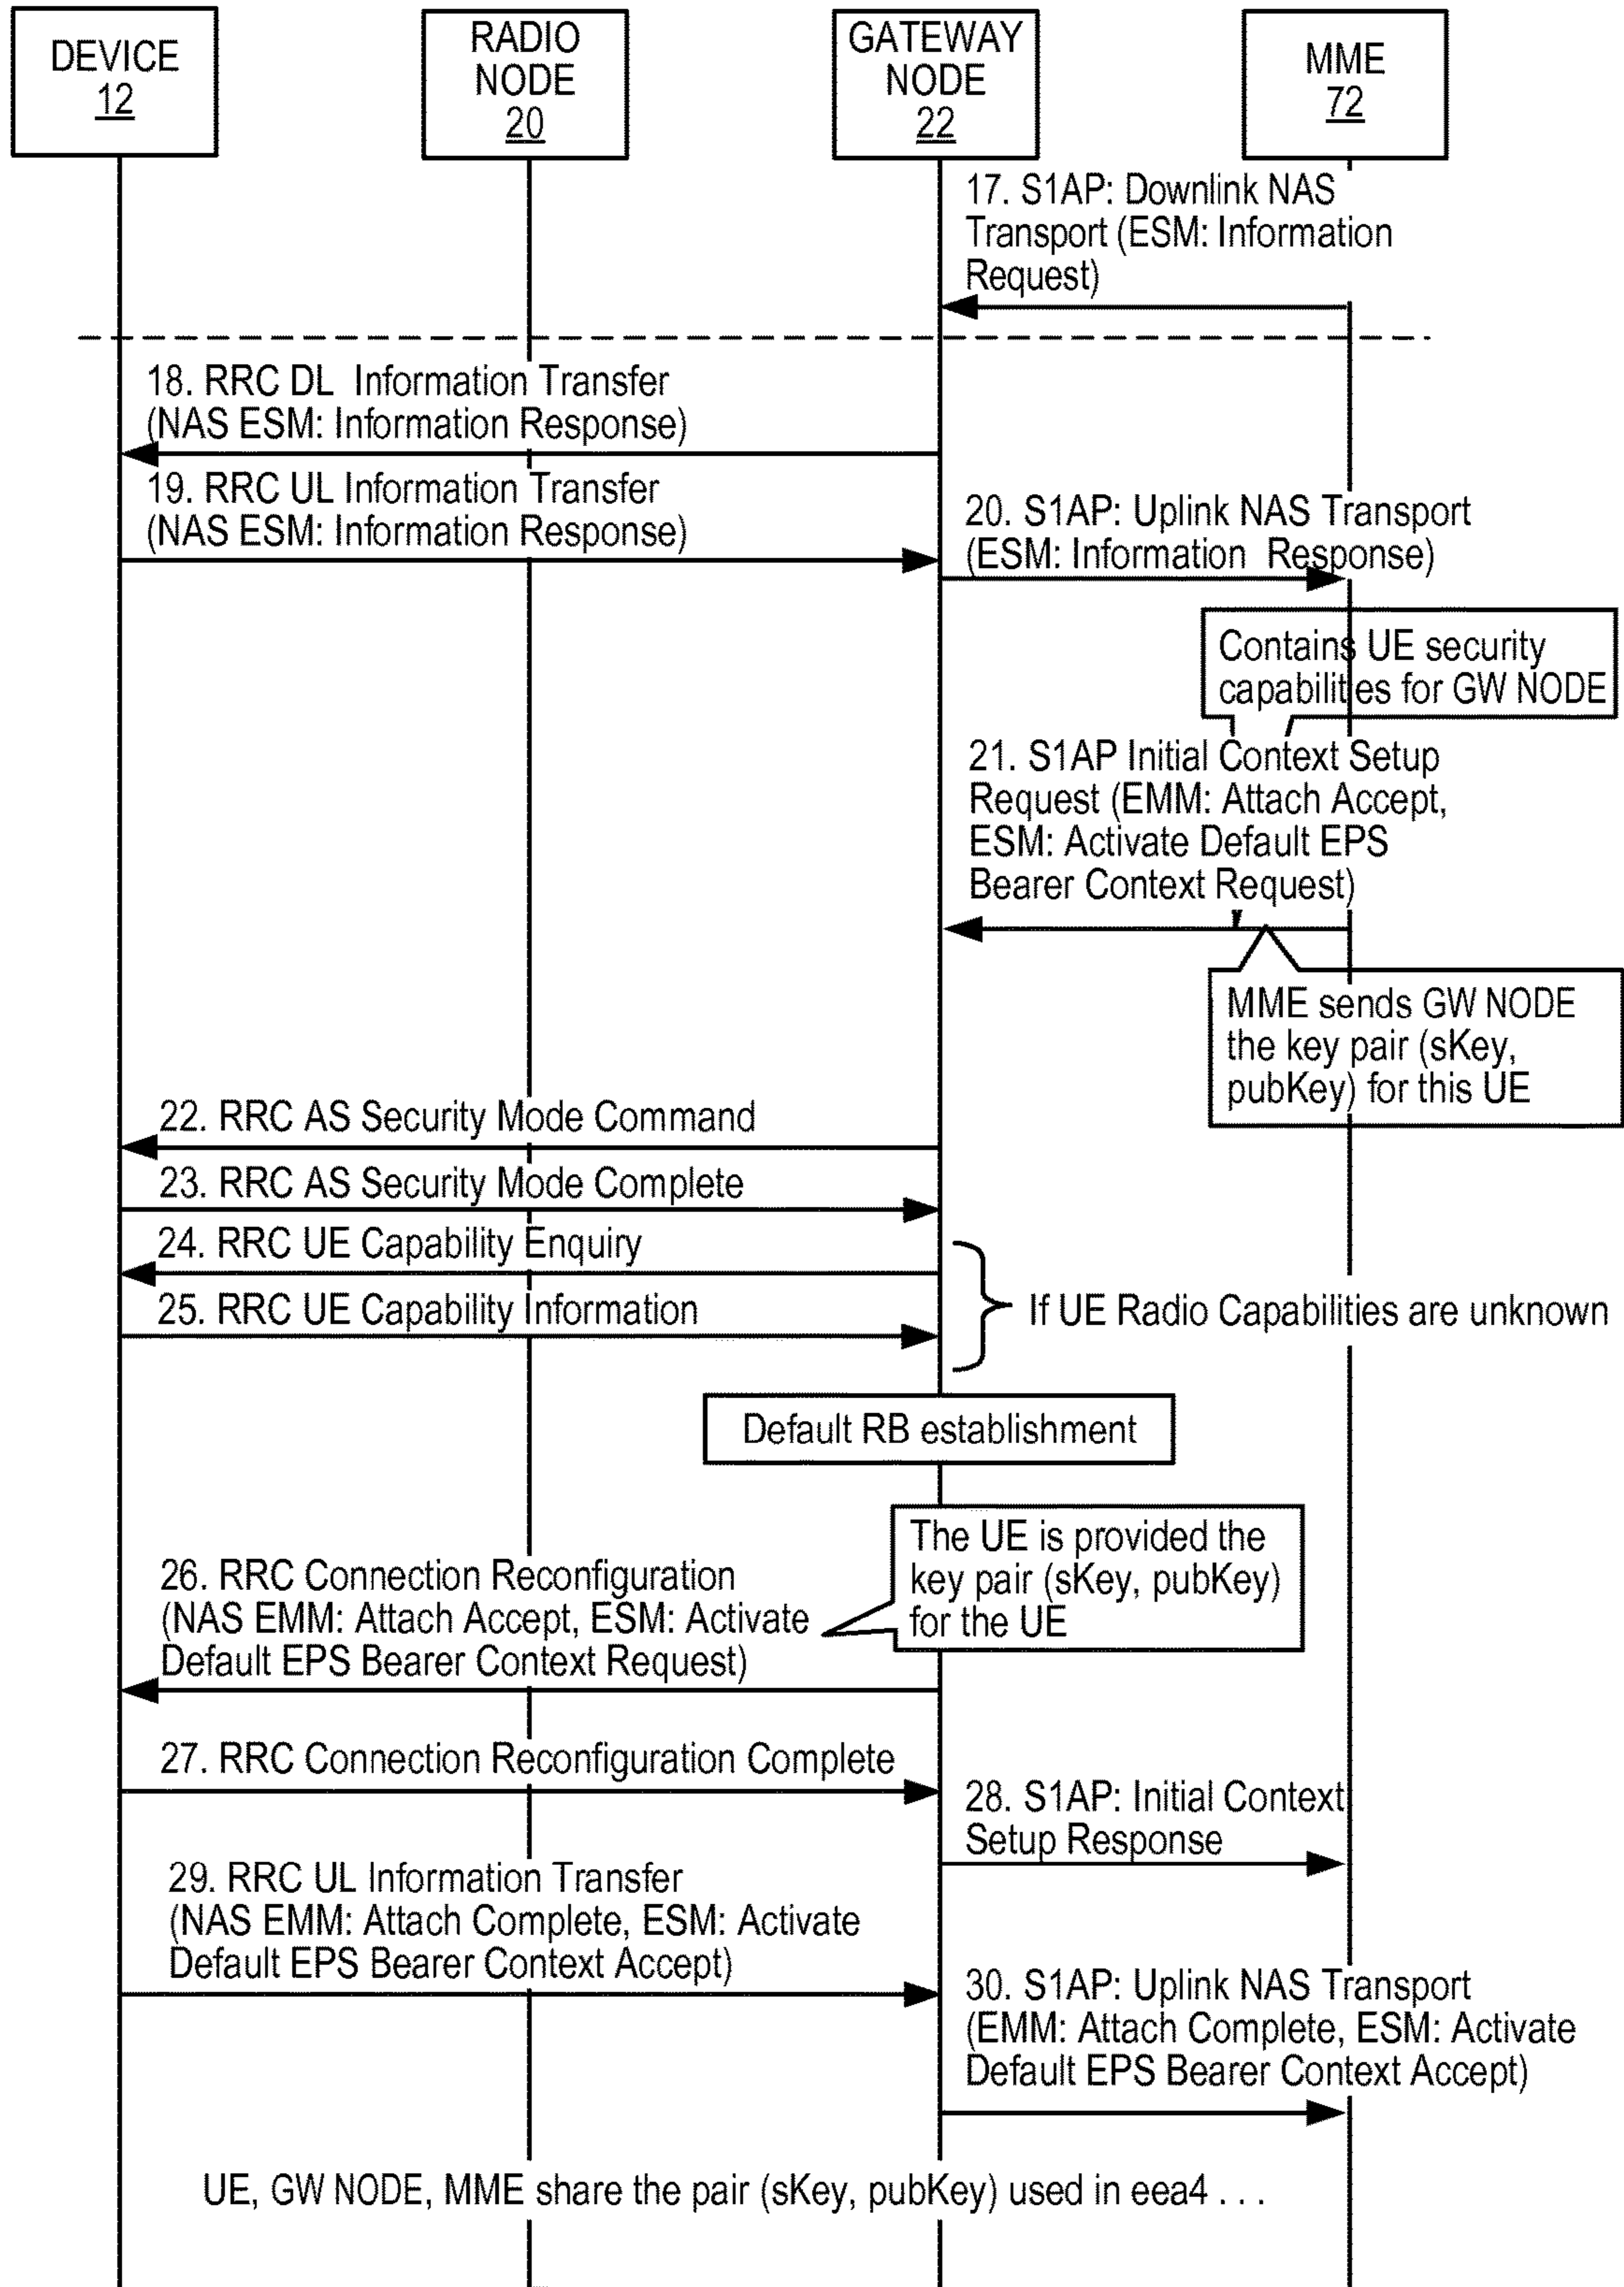 DEVICE
12
RADIO
NODE
20
GATEWAY
NODE
22
MME
72
17. S1AP: Downlink NAS
Transport (ESM: Information
Request)
18. RRC DL Information Transfer
(NAS ESM: Information Response)
19. RRC UL Information Transfer
(NAS ESM: Information Response)
20. S1AP: Uplink NAS Transport
(ESM: Information Response)
Contains UE security
capabilities for GW NODE
21. S1AP Initial Context Setup
Request (EMM: Attach Accept,
ESM: Activate Default EPS
Bearer Context Request)
MME sends GW NODE
the key pair (sKey,
pubKey) for this UE
22. RRC AS Security Mode Command
23. RRC AS Security Mode Complete
24. RRC UE Capability Enquiry
25. RRC UE Capability Information
If UE Radio Capabilities are unknown
Default RB establishment
The UE is provided the
key pair (sKey, pubKey)
for the UE
26. RRC Connection Reconfiguration
(NAS EMM: Attach Accept, ESM: Activate
Default EPS Bearer Context Request)
27. RRC Connection Reconfiguration Complete
28. S1AP: Initial Context
Setup Response
29. RRC UL Information Transfer
(NAS EMM: Attach Complete, ESM: Activate
Default EPS Bearer Context Accept)
30. S1AP: Uplink NAS Transport
(EMM: Attach Complete, ESM: Activate
Default EPS Bearer Context Accept)
UE, GW NODE, MME share the pair (sKey, pubKey) used in eea4 . . .